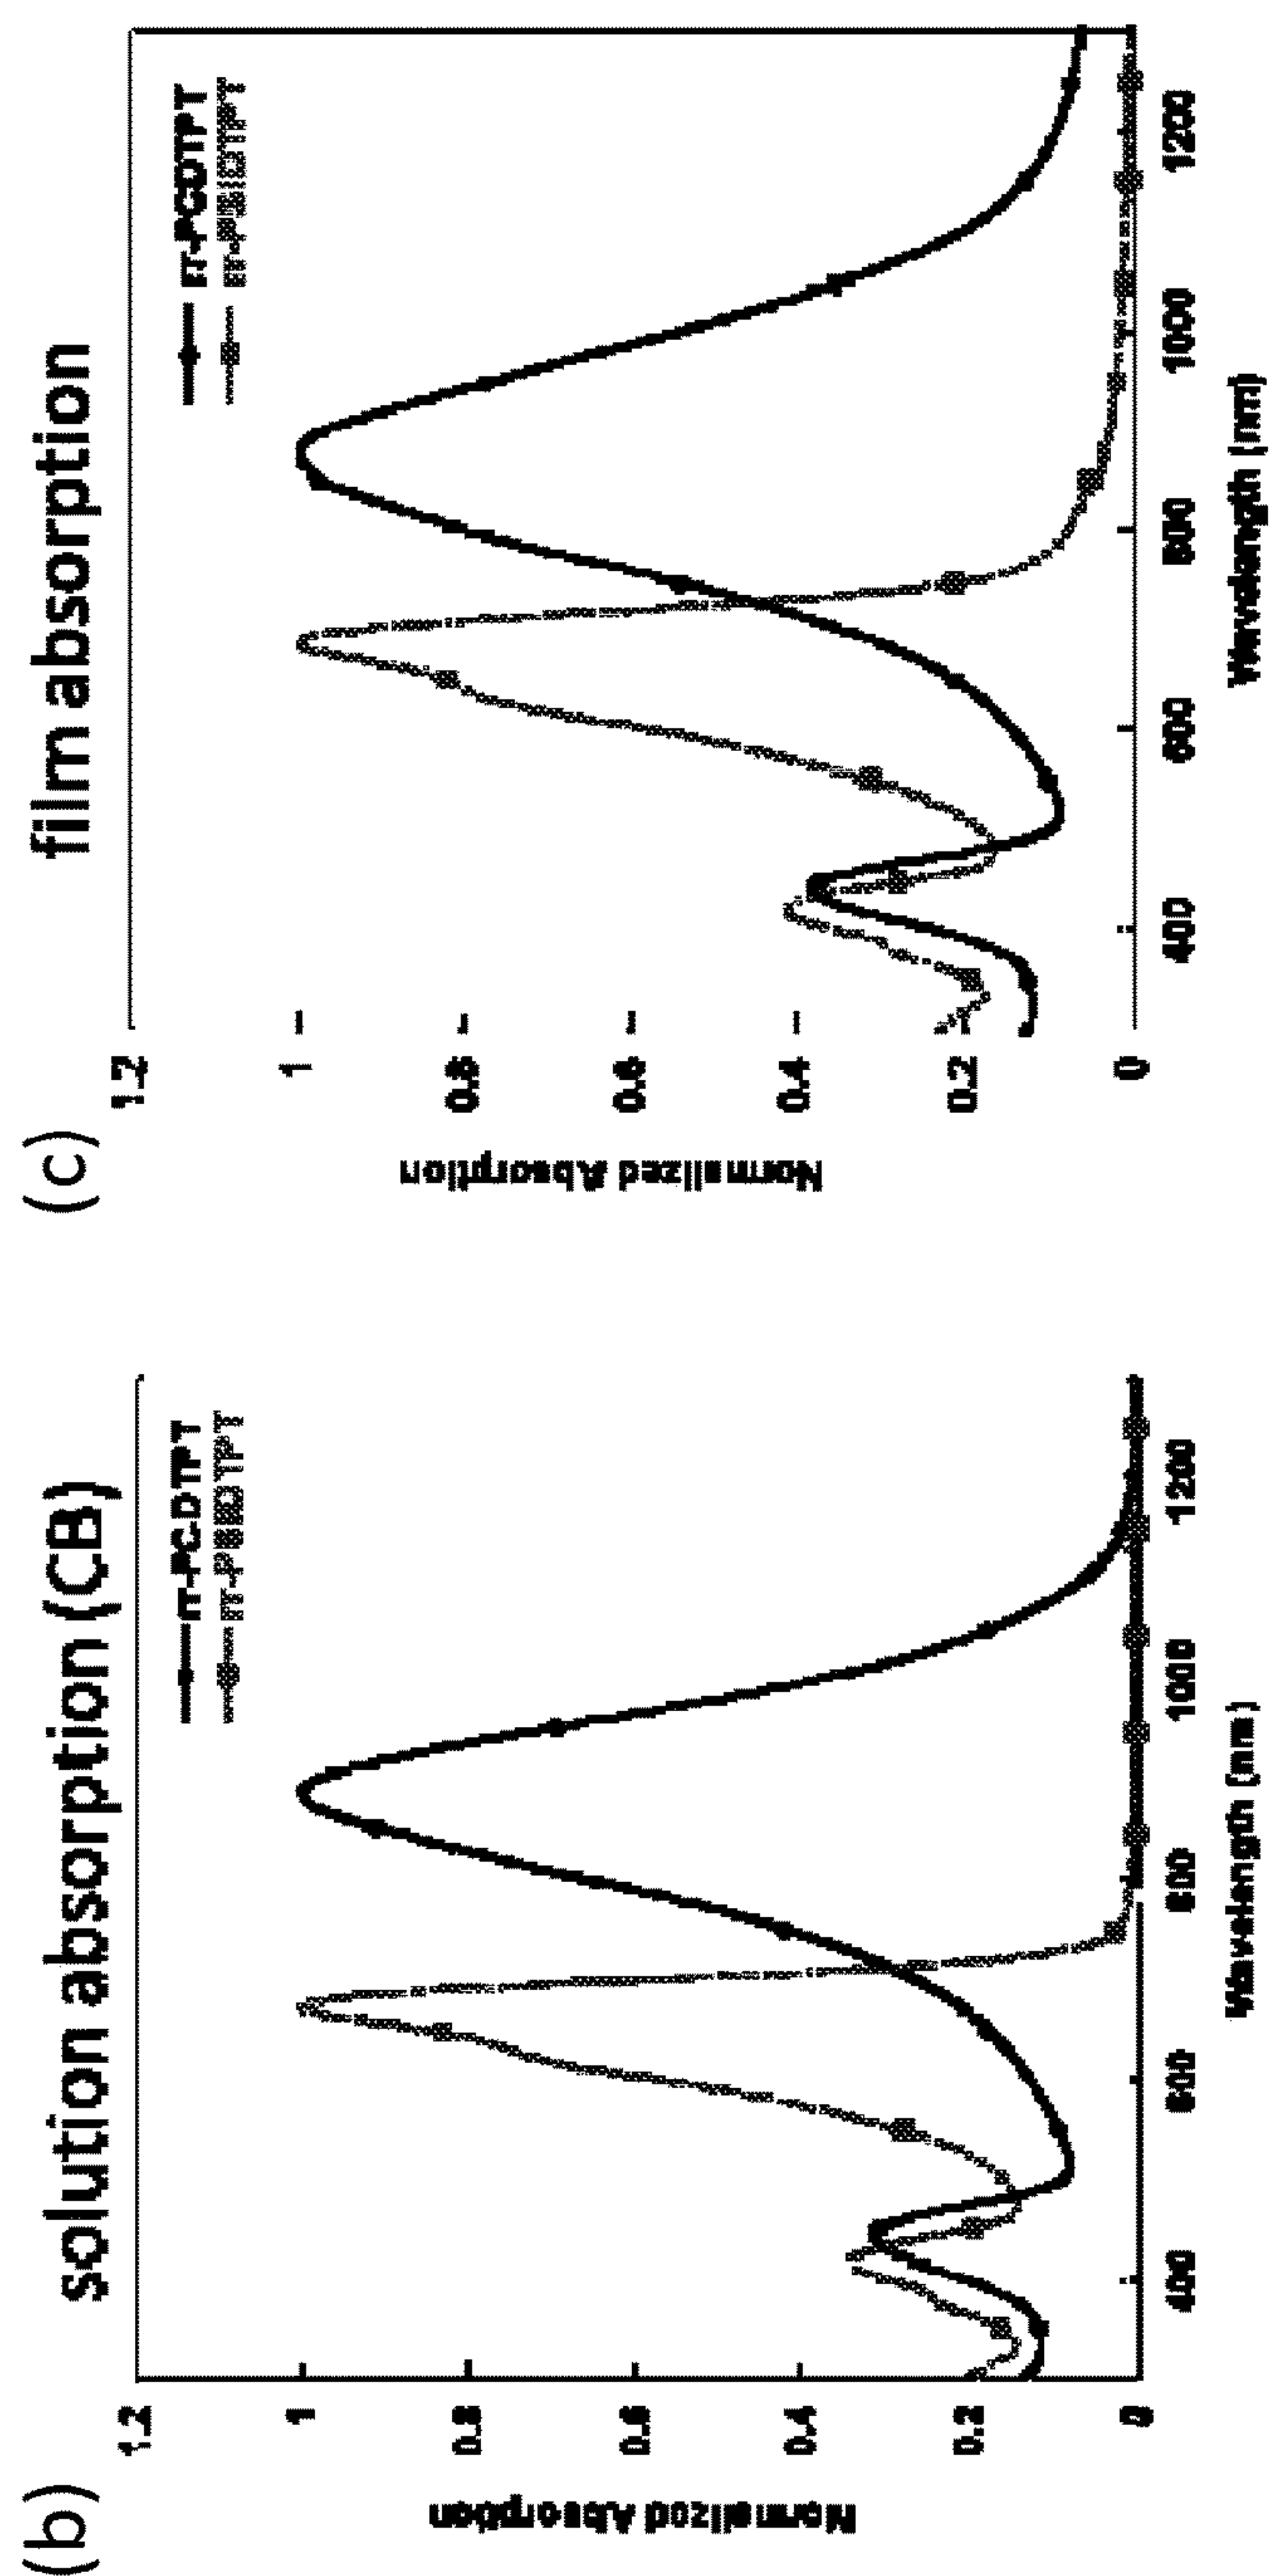 (b)
solution absorption (CB)
rr-PCDTPT
Normalized Absorption
1.2
1
0.8
0.6
0.4
0.2
0
400
600
800
1000
1200
Wavelength (nm)
(c)
film absorption
rr-PCDTPT
Normalized Absorption
1.2
1
0.8
0.6
0.4
0.2
0
400
600
800
1000
1200
Wavelength (nm)